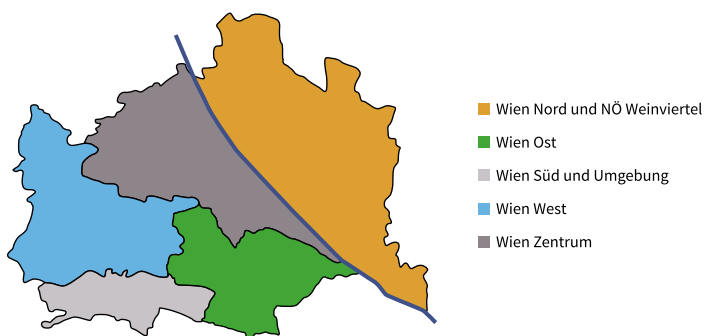 Wien Nord und NÖ Weinviertel
Wien Ost
Wien Süd und Umgebung
Wien West
Wien Zentrum